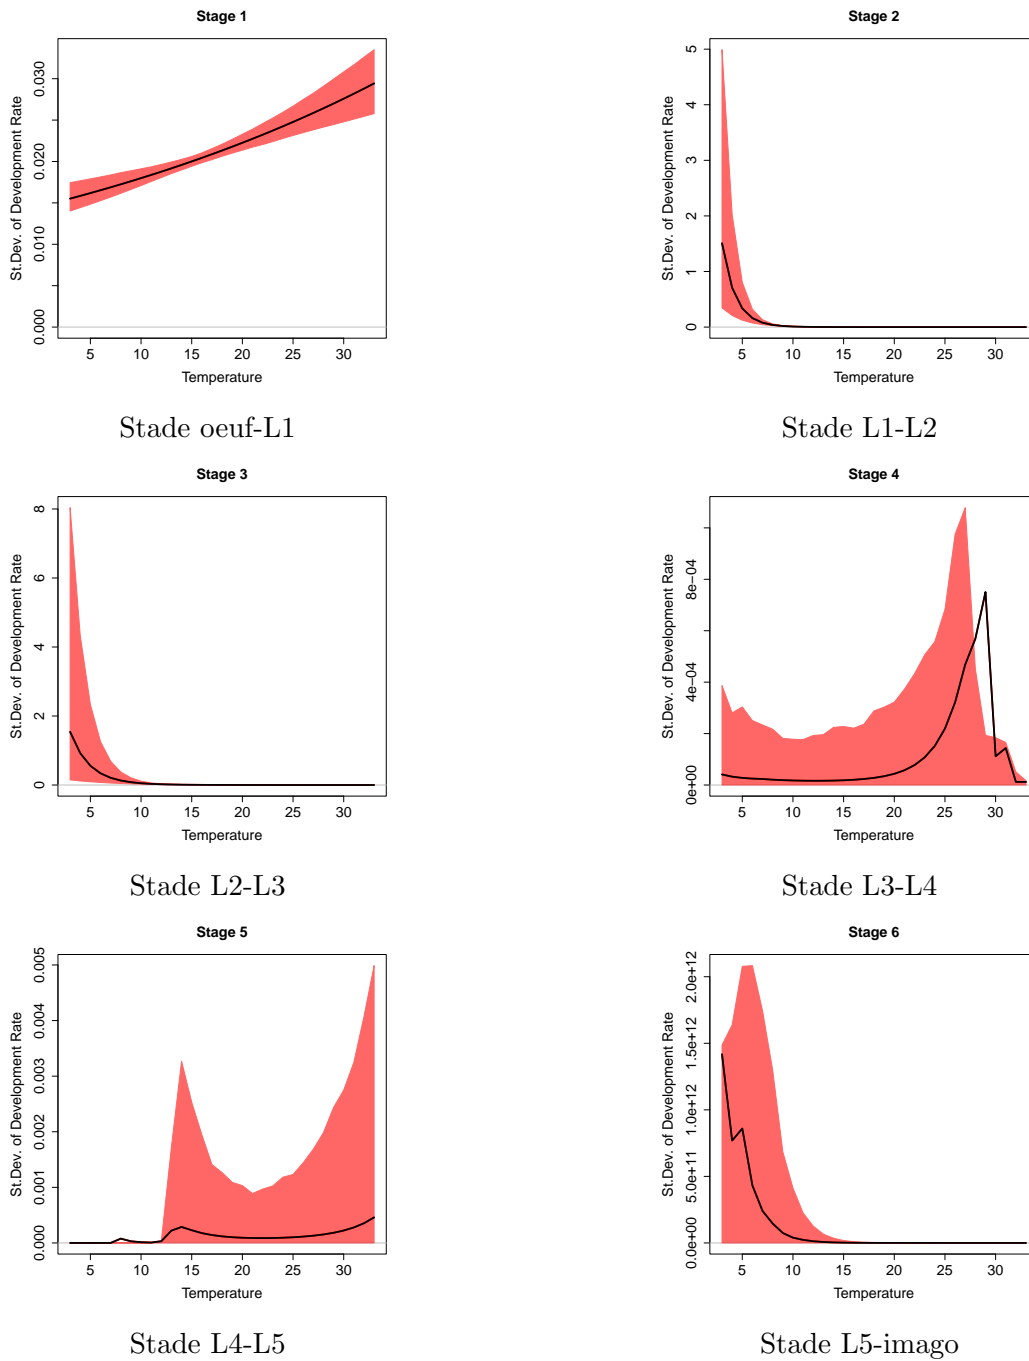 Stage 1
St.Dev. of Development Rate
0.000
0.010
0.020
0.030
5 10 15 20 25 30
Temperature
Stade oeuf-L1
Stage 2
St.Dev. of Development Rate
0
1
2
3
4
5
5 10 15 20 25 30
Temperature
Stade L1-L2
Stage 3
St.Dev. of Development Rate
0
2
4
6
8
5 10 15 20 25 30
Temperature
Stade L2-L3
Stage 4
St.Dev. of Development Rate
0e+00
4e−04
8e−04
5 10 15 20 25 30
Temperature
Stade L3-L4
Stage 5
St.Dev. of Development Rate
0.000
0.001
0.002
0.003
0.004
0.005
5 10 15 20 25 30
Temperature
Stade L4-L5
Stage 6
St.Dev. of Development Rate
0.0e+00
5.0e+11
1.0e+12
1.5e+12
2.0e+12
5 10 15 20 25 30
Temperature
Stade L5-imago